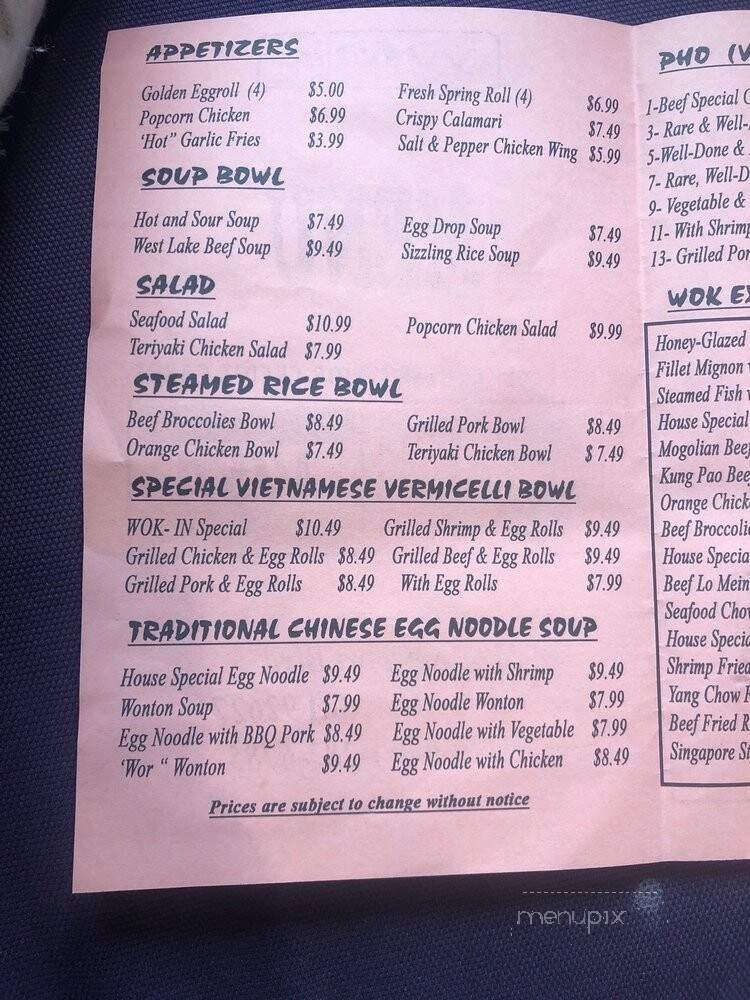 APPETIZERS
Golden Eggroll (4) $5.00 Fresh Spring Roll (4) $6.99
Popcorn Chicken $6.99 Crispy Calamari $7.49
'Hot" Garlic Fries $3.99 Salt & Pepper Chicken Wing $5.99
SOUP BOWL
Hot and Sour Soup $7.49 Egg Drop Soup $7.49
West Lake Beef Soup $9.49 Sizzling Rice Soup $9.49
SALAD
Seafood Salad $10.99 Popcorn Chicken Salad $9.99
Teriyaki Chicken Salad $7.99
STEAMED RICE BOWL
Beef Broccolies Bowl $8.49 Grilled Pork Bowl $8.49
Orange Chicken Bowl $7.49 Teriyaki Chicken Bowl $ 7.49
SPECIAL VIETNAMESE VERMICELLI BOWL
WOK- IN Special $10.49 Grilled Shrimp & Egg Rolls $9.49
Grilled Chicken & Egg Rolls $8.49 Grilled Beef & Egg Rolls $9.49
Grilled Pork & Egg Rolls $8.49 With Egg Rolls $7.99
TRADITIONAL CHINESE EGG NOODLE SOUP
House Special Egg Noodle $9.49 Egg Noodle with Shrimp $9.49
Wonton Soup $7.99 Egg Noodle Wonton $7.99
Egg Noodle with BBQ Pork $8.49 Egg Noodle with Vegetable $7.99
'Wor " Wonton $9.49 Egg Noodle with Chicken $8.49
Prices are subject to change without notice
PHO (V
1-Beef Special
3- Rare & Well-
5-Well-Done &
7- Rare, Well-D
9- Vegetable &
11- With Shrimp
13- Grilled Por
WOK EX
Honey-Glazed
Fillet Mignon
Steamed Fish
House Special
Mogolian Beef
Kung Pao Bee
Orange Chick
Beef Broccoli
House Specia
Beef Lo Mein
Seafood Cho
House Specia
Shrimp Fried
Yang Chow
Beef Fried R
Singapore St
menupix